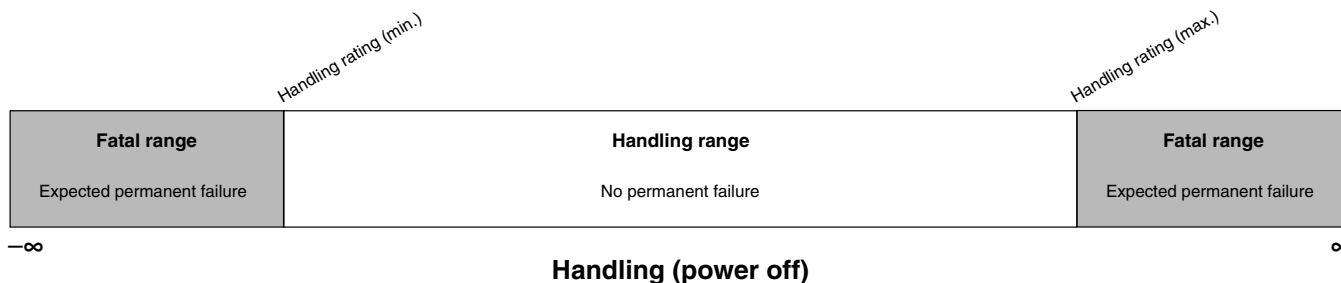 Handling rating (min.)
Handling rating (max.)
Fatal range
Handling range
Fatal range
Expected permanent failure
No permanent failure
Expected permanent failure
–∞
∞
Handling (power off)